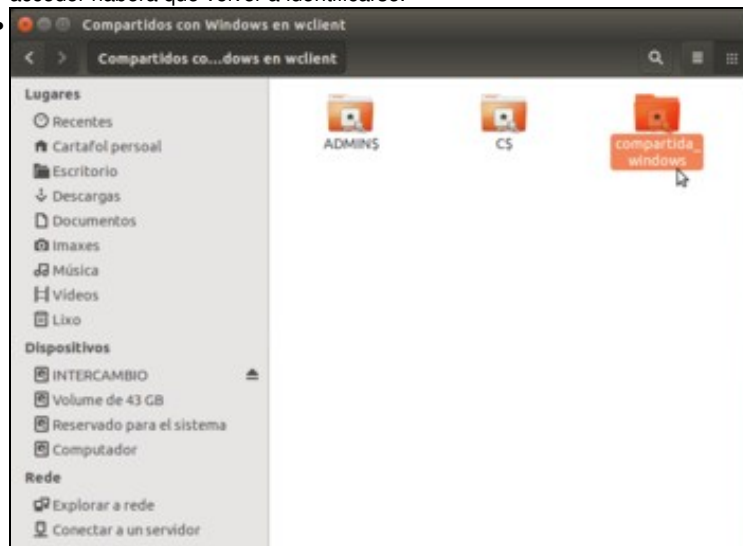 acceder haberá que volver a identificarse.
Compartidos con Windows en wclient
Compartidos co...dows en wclient
Lugares
Recentes
Cartafol persoal
Escritorio
Descargas
Documentos
Imaxes
Música
Vídeos
Lixo
Dispositivos
INTERCAMBIO
Volume de 43 GB
Reservado para el sistema
Computador
Rede
Explorar a rede
Conectar a un servidor
ADMIN$
C$
compartida_
windows